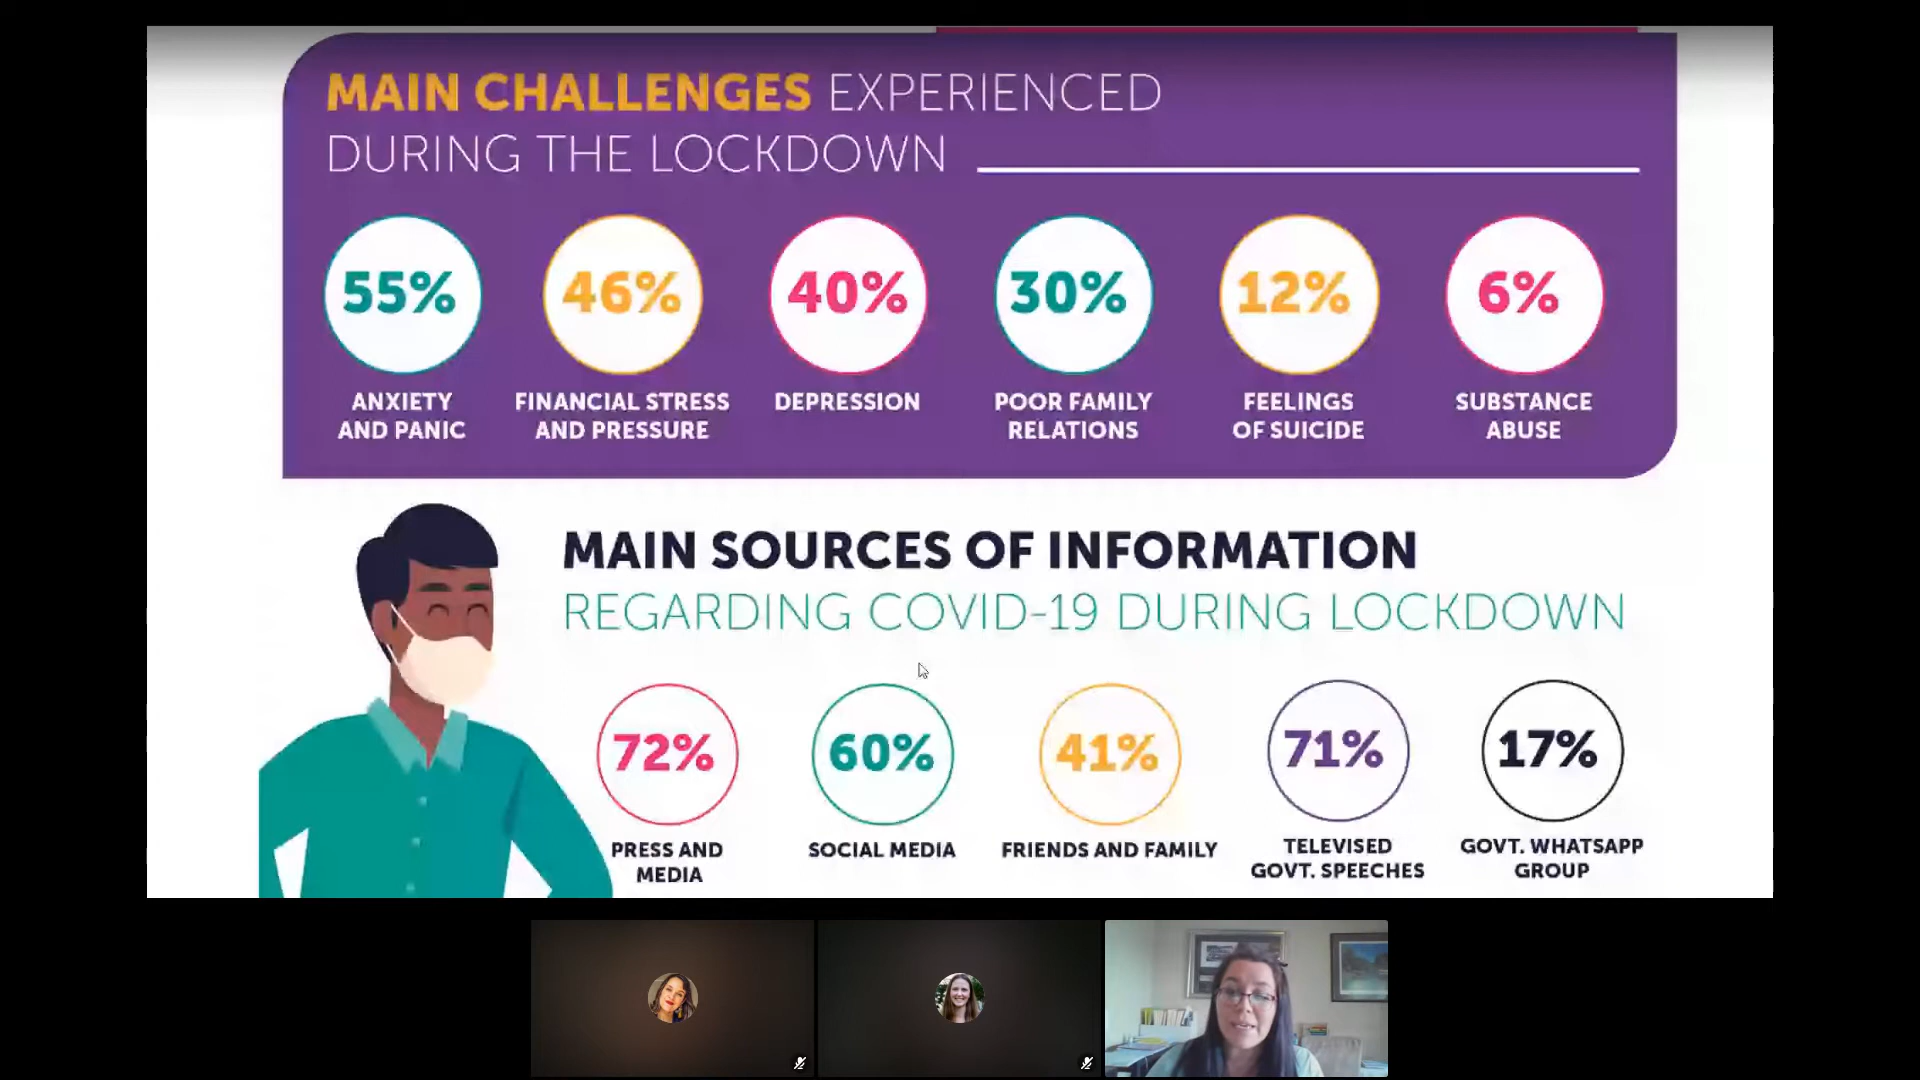 MAIN CHALLENGES EXPERIENCED
DURING THE LOCKDOWN
55%
46%
40%
30%
12%
6%
ANXIETY
AND PANIC
FINANCIAL STRESS
AND PRESSURE
DEPRESSION
POOR FAMILY
RELATIONS
FEELINGS
OF SUICIDE
SUBSTANCE
ABUSE
MAIN SOURCES OF INFORMATION
REGARDING COVID-19 DURING LOCKDOWN
72%
60%
41%
71%
17%
PRESS AND
MEDIA
SOCIAL MEDIA
FRIENDS AND FAMILY
TELEVISED
GOVT. SPEECHES
GOVT. WHATSAPP
GROUP